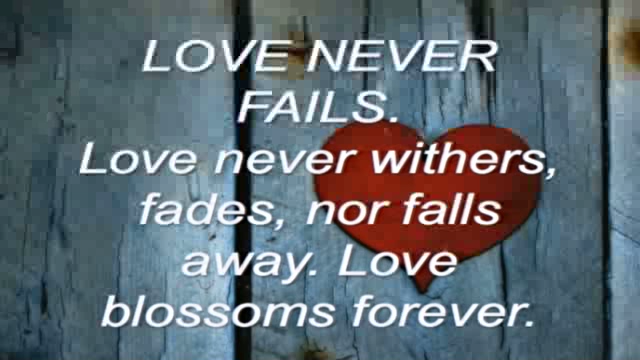 LOVE NEVER
FAILS.
Love never withers,
fades, nor falls
away. Love
blossoms forever.